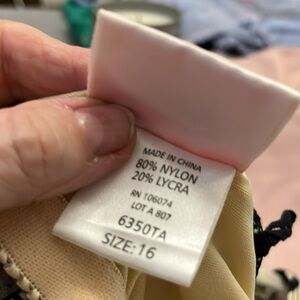 MADE IN CHINA
80% NYLON
20% LYCRA
RN 106074
LOT A 807
6350TA
SIZE: 16